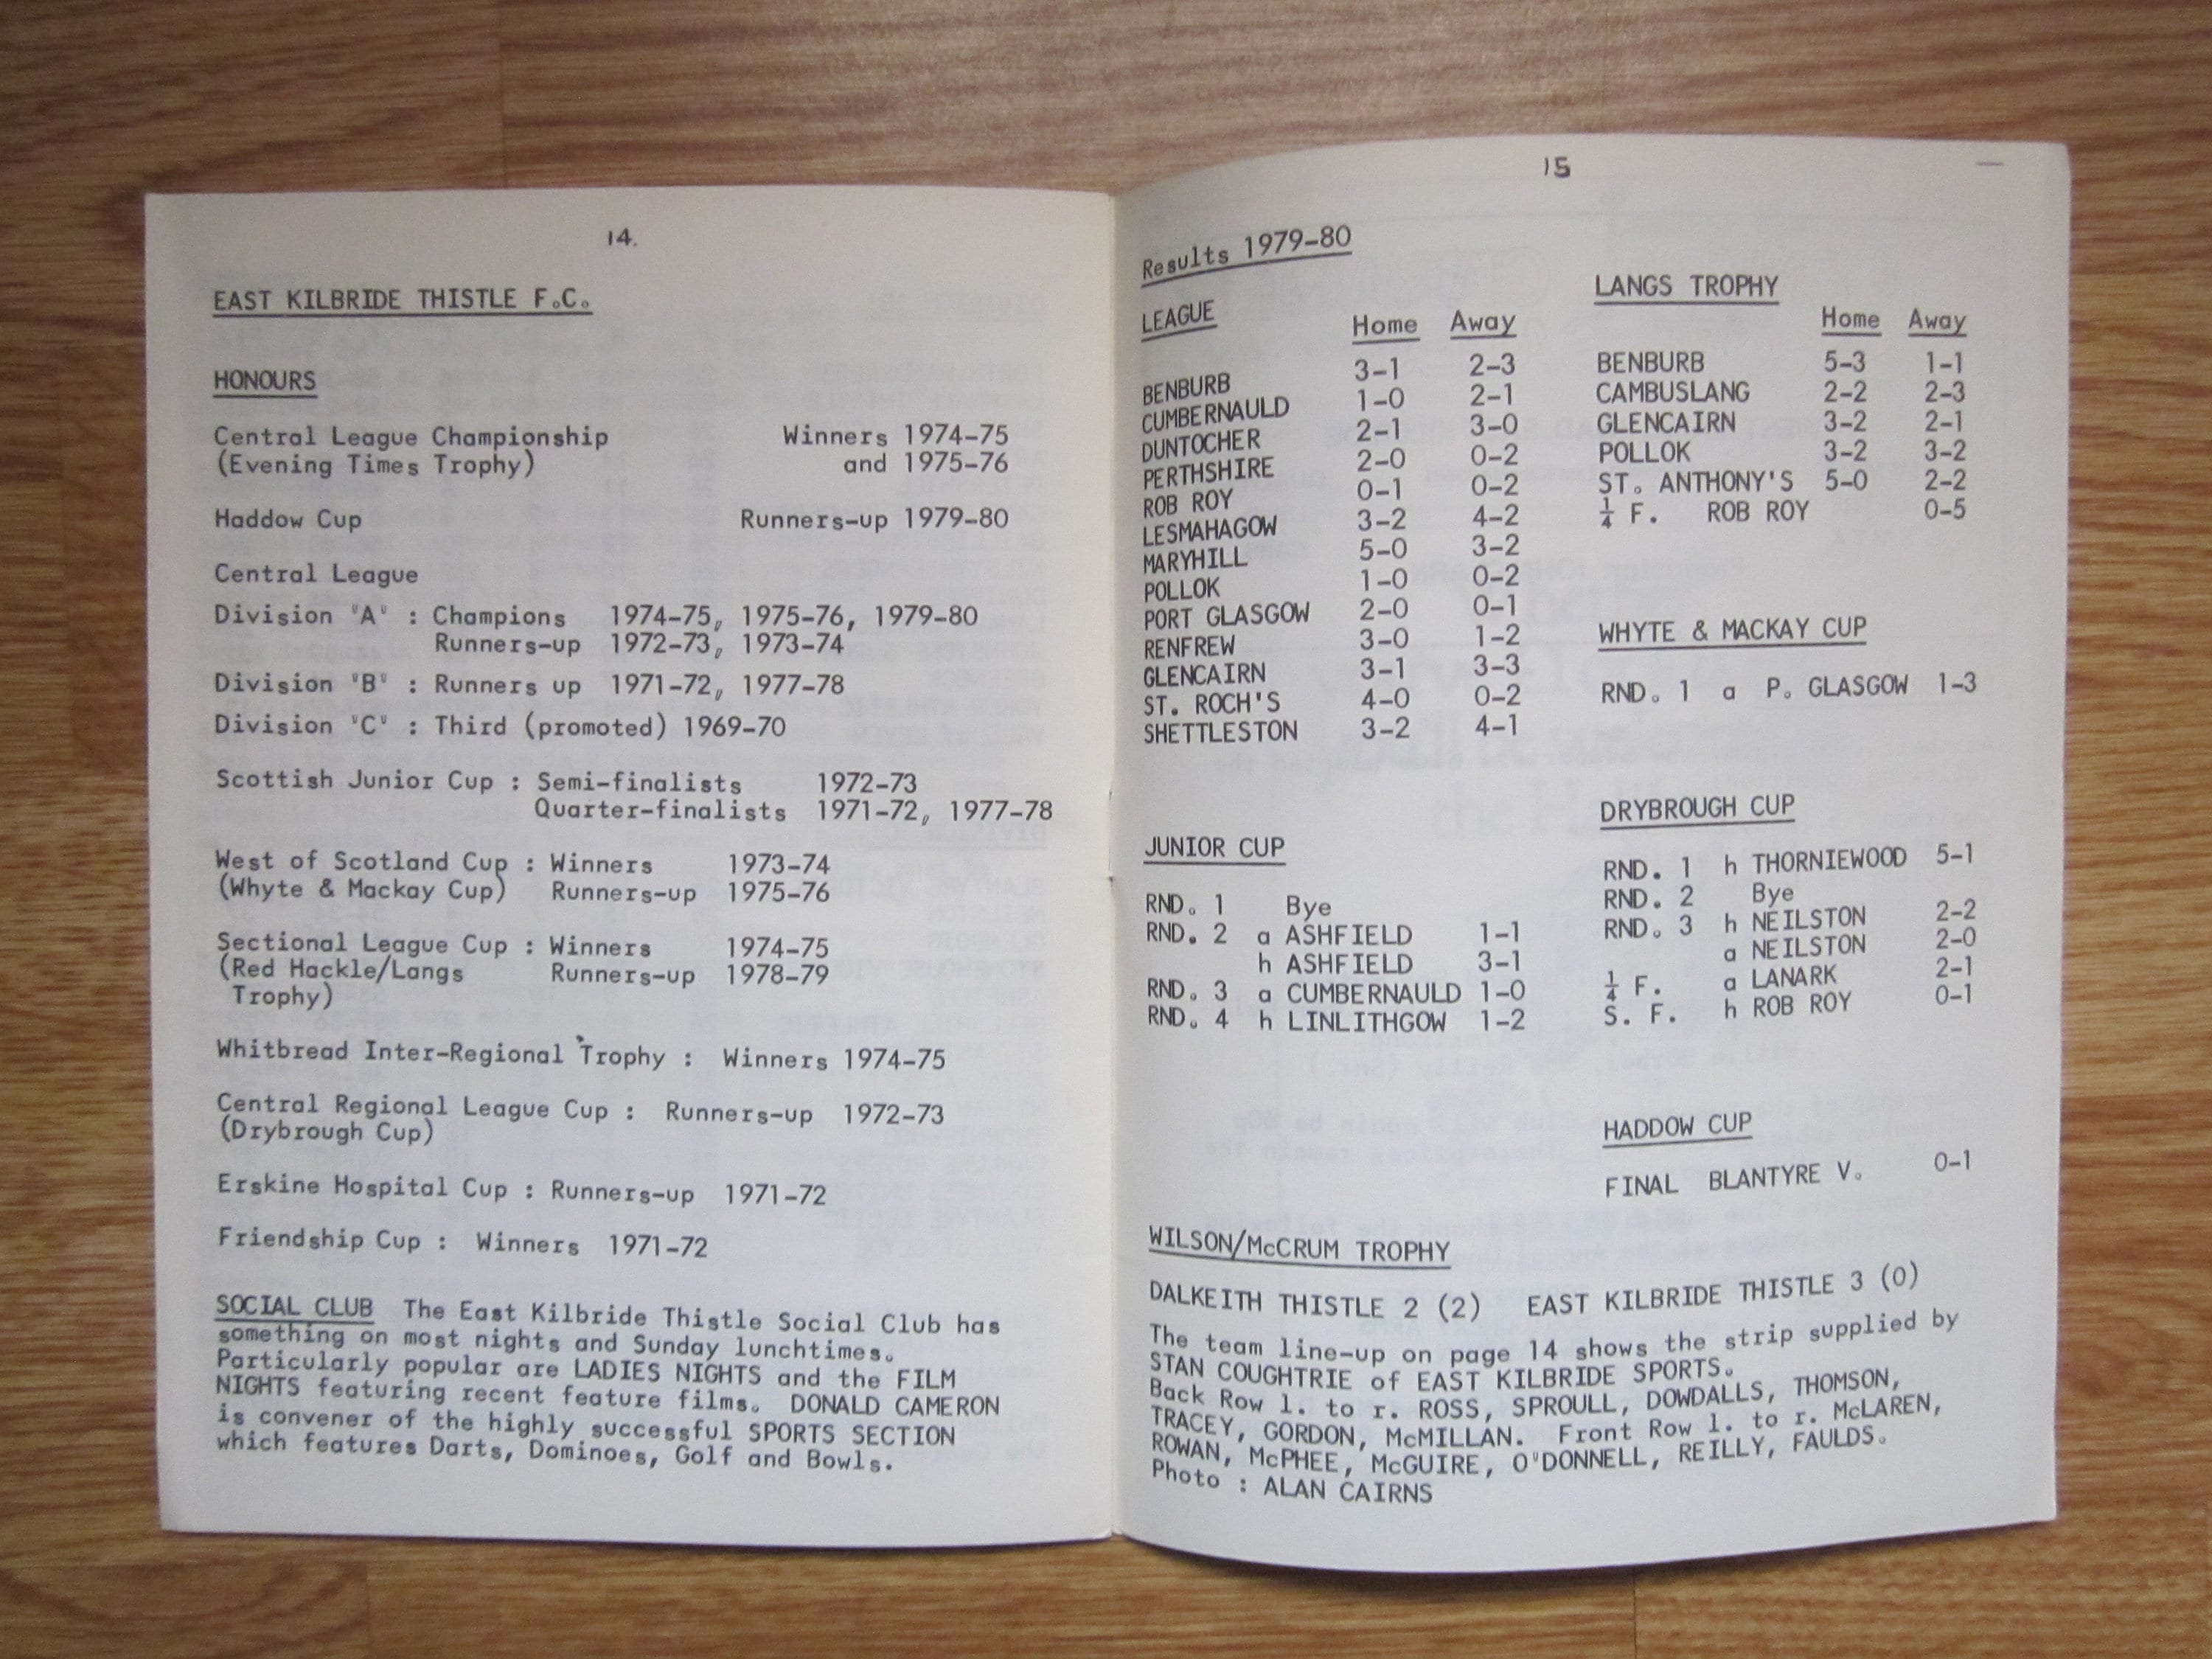 14.
EAST KILBRIDE THISTLE F.C.
HONOURS
Central League Championship Winners 1974-75
(Evening Times Trophy) and 1975-76
Haddow Cup Runners-up 1979-80
Central League
Division "A" : Champions 1974-75, 1975-76, 1979-80
Runners-up 1972-73, 1973-74
Division "B" : Runners up 1971-72, 1977-78
Division "C" : Third (promoted) 1969-70
Scottish Junior Cup : Semi-finalists 1972-73
Quarter-finalists 1971-72, 1977-78
West of Scotland Cup : Winners 1973-74
(Whyte & Mackay Cup) Runners-up 1975-76
Sectional League Cup : Winners 1974-75
(Red Hackle/Langs Runners-up 1978-79
Trophy)
Whitbread Inter-Regional Trophy : Winners 1974-75
Central Regional League Cup : Runners-up 1972-73
(Drybrough Cup)
Erskine Hospital Cup : Runners-up 1971-72
Friendship Cup : Winners 1971-72
SOCIAL CLUB The East Kilbride Thistle Social Club has
something on most nights and Sunday lunchtimes.
Particularly popular are LADIES NIGHTS and the FILM
NIGHTS featuring recent feature films. DONALD CAMERON
is convener of the highly successful SPORTS SECTION
which features Darts, Dominoes, Golf and Bowls.
15
Results 1979-80
LEAGUE Home Away
BENBURB 3-1 2-3
CUMBERNAULD 1-0 2-1
DUNTOCHER 2-1 3-0
PERTHSHIRE 2-0 0-2
ROB ROY 0-1 0-2
LESMAHAGOW 3-2 4-2
MARYHILL 5-0 3-2
POLLOK 1-0 0-2
PORT GLASGOW 2-0 0-1
RENFREW 3-0 1-2
GLENCAIRN 3-1 3-3
ST. ROCH'S 4-0 0-2
SHETTLESTON 3-2 4-1
JUNIOR CUP
RND. 1 Bye
RND. 2 a ASHFIELD 1-1
h ASHFIELD 3-1
RND. 3 a CUMBERNAULD 1-0
RND. 4 h LINLITHGOW 1-2
LANGS TROPHY
Home Away
BENBURB 5-3 1-1
CAMBUSLANG 2-2 2-3
GLENCAIRN 3-2 2-1
POLLOK 3-2 3-2
ST. ANTHONY'S 5-0 2-2
¼ F. ROB ROY 0-5
WHYTE & MACKAY CUP
RND. 1 a P. GLASGOW 1-3
DRYBROUGH CUP
RND. 1 h THORNIEWOOD 5-1
RND. 2 Bye
RND. 3 h NEILSTON 2-2
a NEILSTON 2-0
¼ F. a LANARK 2-1
S. F. h ROB ROY 0-1
HADDOW CUP
FINAL BLANTYRE V. 0-1
WILSON/McCRUM TROPHY
DALKEITH THISTLE 2 (2) EAST KILBRIDE THISTLE 3 (0)
The team line-up on page 14 shows the strip supplied by
STAN COUGHTRIE of EAST KILBRIDE SPORTS.
Back Row l. to r. ROSS, SPROULL, DOWDALLS, THOMSON,
TRACEY, GORDON, McMILLAN. Front Row l. to r. McLAREN,
ROWAN, McPHEE, McGUIRE, O'DONNELL, REILLY, FAULDS.
Photo : ALAN CAIRNS